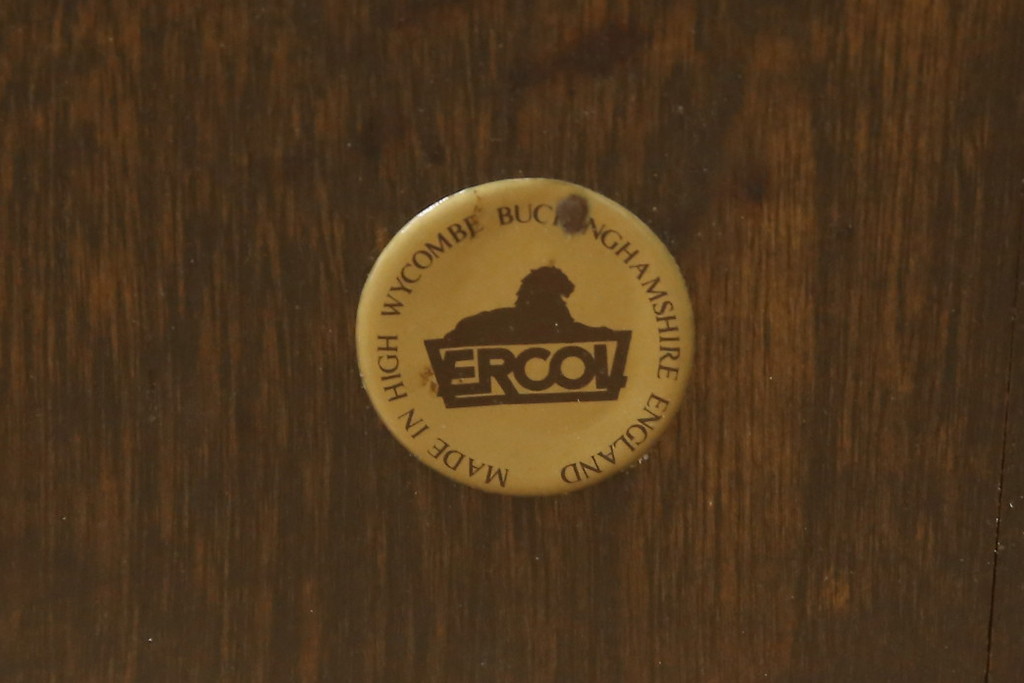 MADE IN HIGH WYCOMBE BUCKINGHAMSHIRE ENGLAND
ERCOL